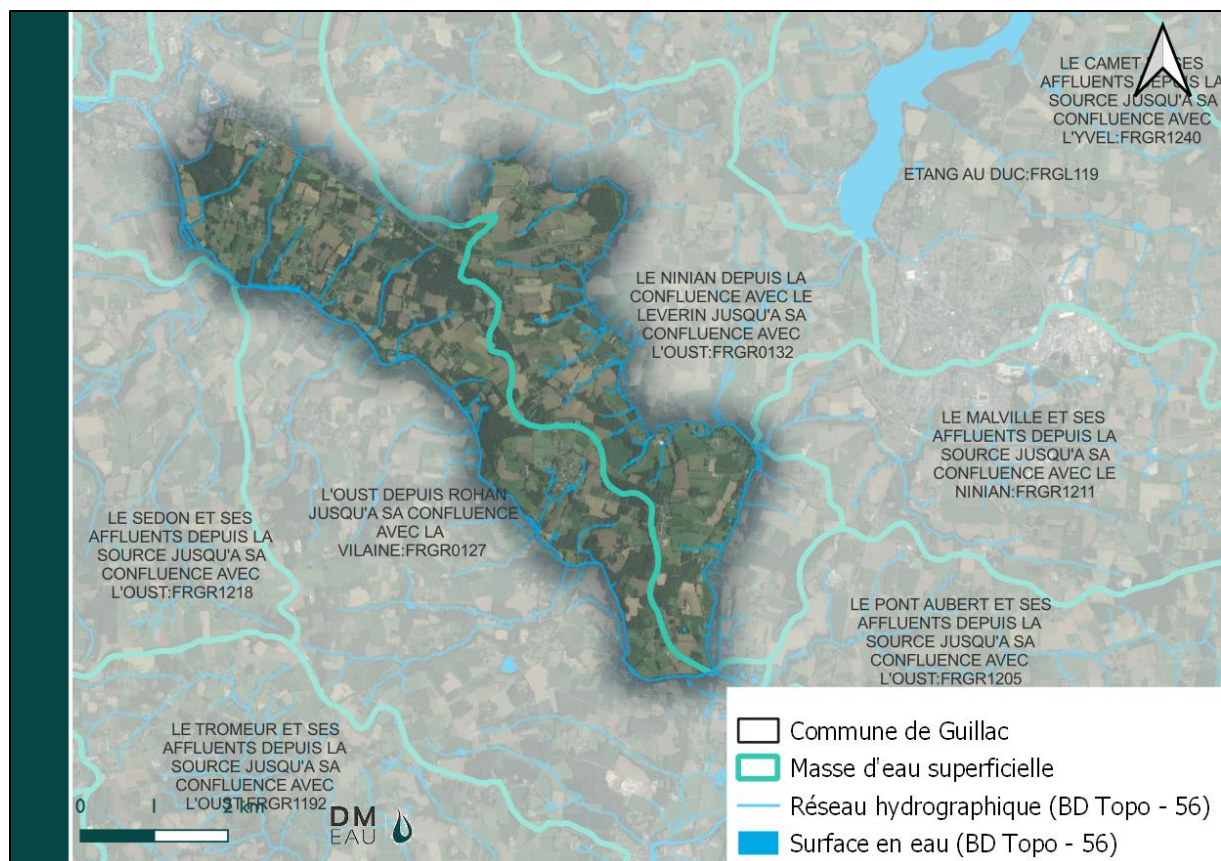 LE CAMET ET SES
AFFLUENTS DEPUIS LA
SOURCE JUSQU'A SA
CONFLUENCE AVEC
L'YVEL:FRGR1240
ETANG AU DUC:FRGL119
LE NINIAN DEPUIS LA
CONFLUENCE AVEC LE
LEVERIN JUSQU'A SA
CONFLUENCE AVEC
L'OUST:FRGR0132
LE MALVILLE ET SES
AFFLUENTS DEPUIS LA
SOURCE JUSQU'A SA
CONFLUENCE AVEC LE
NINIAN:FRGR1211
L'OUST DEPUIS ROHAN
JUSQU'A SA CONFLUENCE
AVEC LA
VILAINE:FRGR0127
LE SEDON ET SES
AFFLUENTS DEPUIS LA
SOURCE JUSQU'A SA
CONFLUENCE AVEC
L'OUST:FRGR1218
LE PONT AUBERT ET SES
AFFLUENTS DEPUIS LA
SOURCE JUSQU'A SA
CONFLUENCE AVEC
L'OUST:FRGR1205
LE TROMEUR ET SES
AFFLUENTS DEPUIS LA
SOURCE JUSQU'A SA
CONFLUENCE AVEC
L'OUST:FRGR1192
0 1 2 km
DM
EAU
Commune de Guillac
Masse d'eau superficielle
Réseau hydrographique (BD Topo - 56)
Surface en eau (BD Topo - 56)